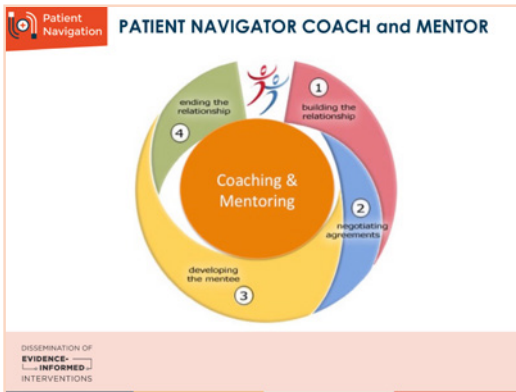 Patient
Navigation
PATIENT NAVIGATOR COACH and MENTOR
1
building the
relationship
2
negotiating
agreements
developing
the mentee
3
ending the
relationship
4
Coaching &
Mentoring
DISSEMINATION OF
EVIDENCE-
INFORMED
INTERVENTIONS